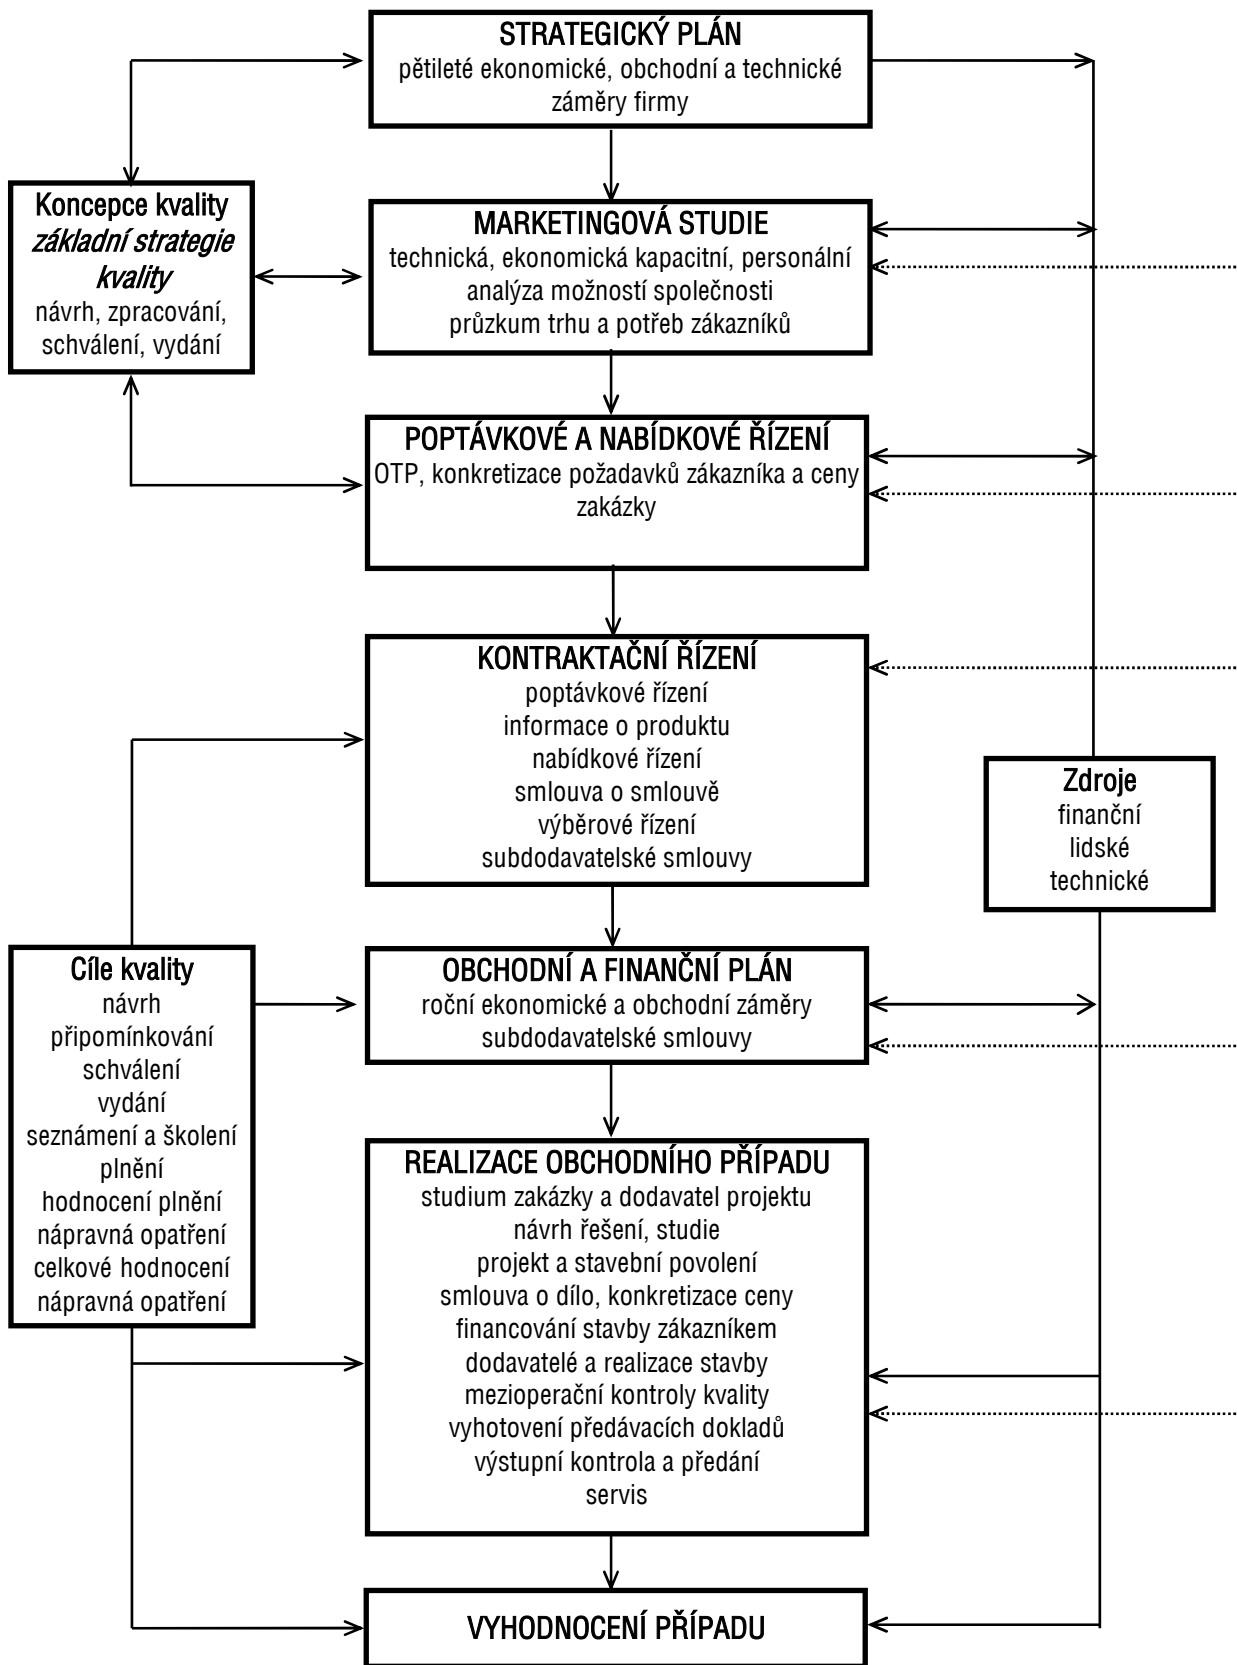 STRATEGICKÝ PLÁN
pětileté ekonomické, obchodní a technické
záměry firmy
Koncepce kvality
základní strategie
kvality
návrh, zpracování,
schválení, vydání
MARKETINGOVÁ STUDIE
technická, ekonomická kapacitní, personální
analýza možností společnosti
průzkum trhu a potřeb zákazníků
POPTÁVKOVÉ A NABÍDKOVÉ ŘÍZENÍ
OTP, konkretizace požadavků zákazníka a ceny
zakázky
KONTRAKTAČNÍ ŘÍZENÍ
poptávkové řízení
informace o produktu
nabídkové řízení
smlouva o smlouvě
výběrové řízení
subdodavatelské smlouvy
Zdroje
finanční
lidské
technické
Cíle kvality
návrh
připomínkování
schválení
vydání
seznámení a školení
plnění
hodnocení plnění
nápravná opatření
celkové hodnocení
nápravná opatření
OBCHODNÍ A FINANČNÍ PLÁN
roční ekonomické a obchodní záměry
subdodavatelské smlouvy
REALIZACE OBCHODNÍHO PŘÍPADU
studium zakázky a dodavatel projektu
návrh řešení, studie
projekt a stavební povolení
smlouva o dílo, konkretizace ceny
financování stavby zákazníkem
dodavatelé a realizace stavby
mezioperační kontroly kvality
vyhotovení předávacích dokladů
výstupní kontrola a předání
servis
VYHODNOCENÍ PŘÍPADU